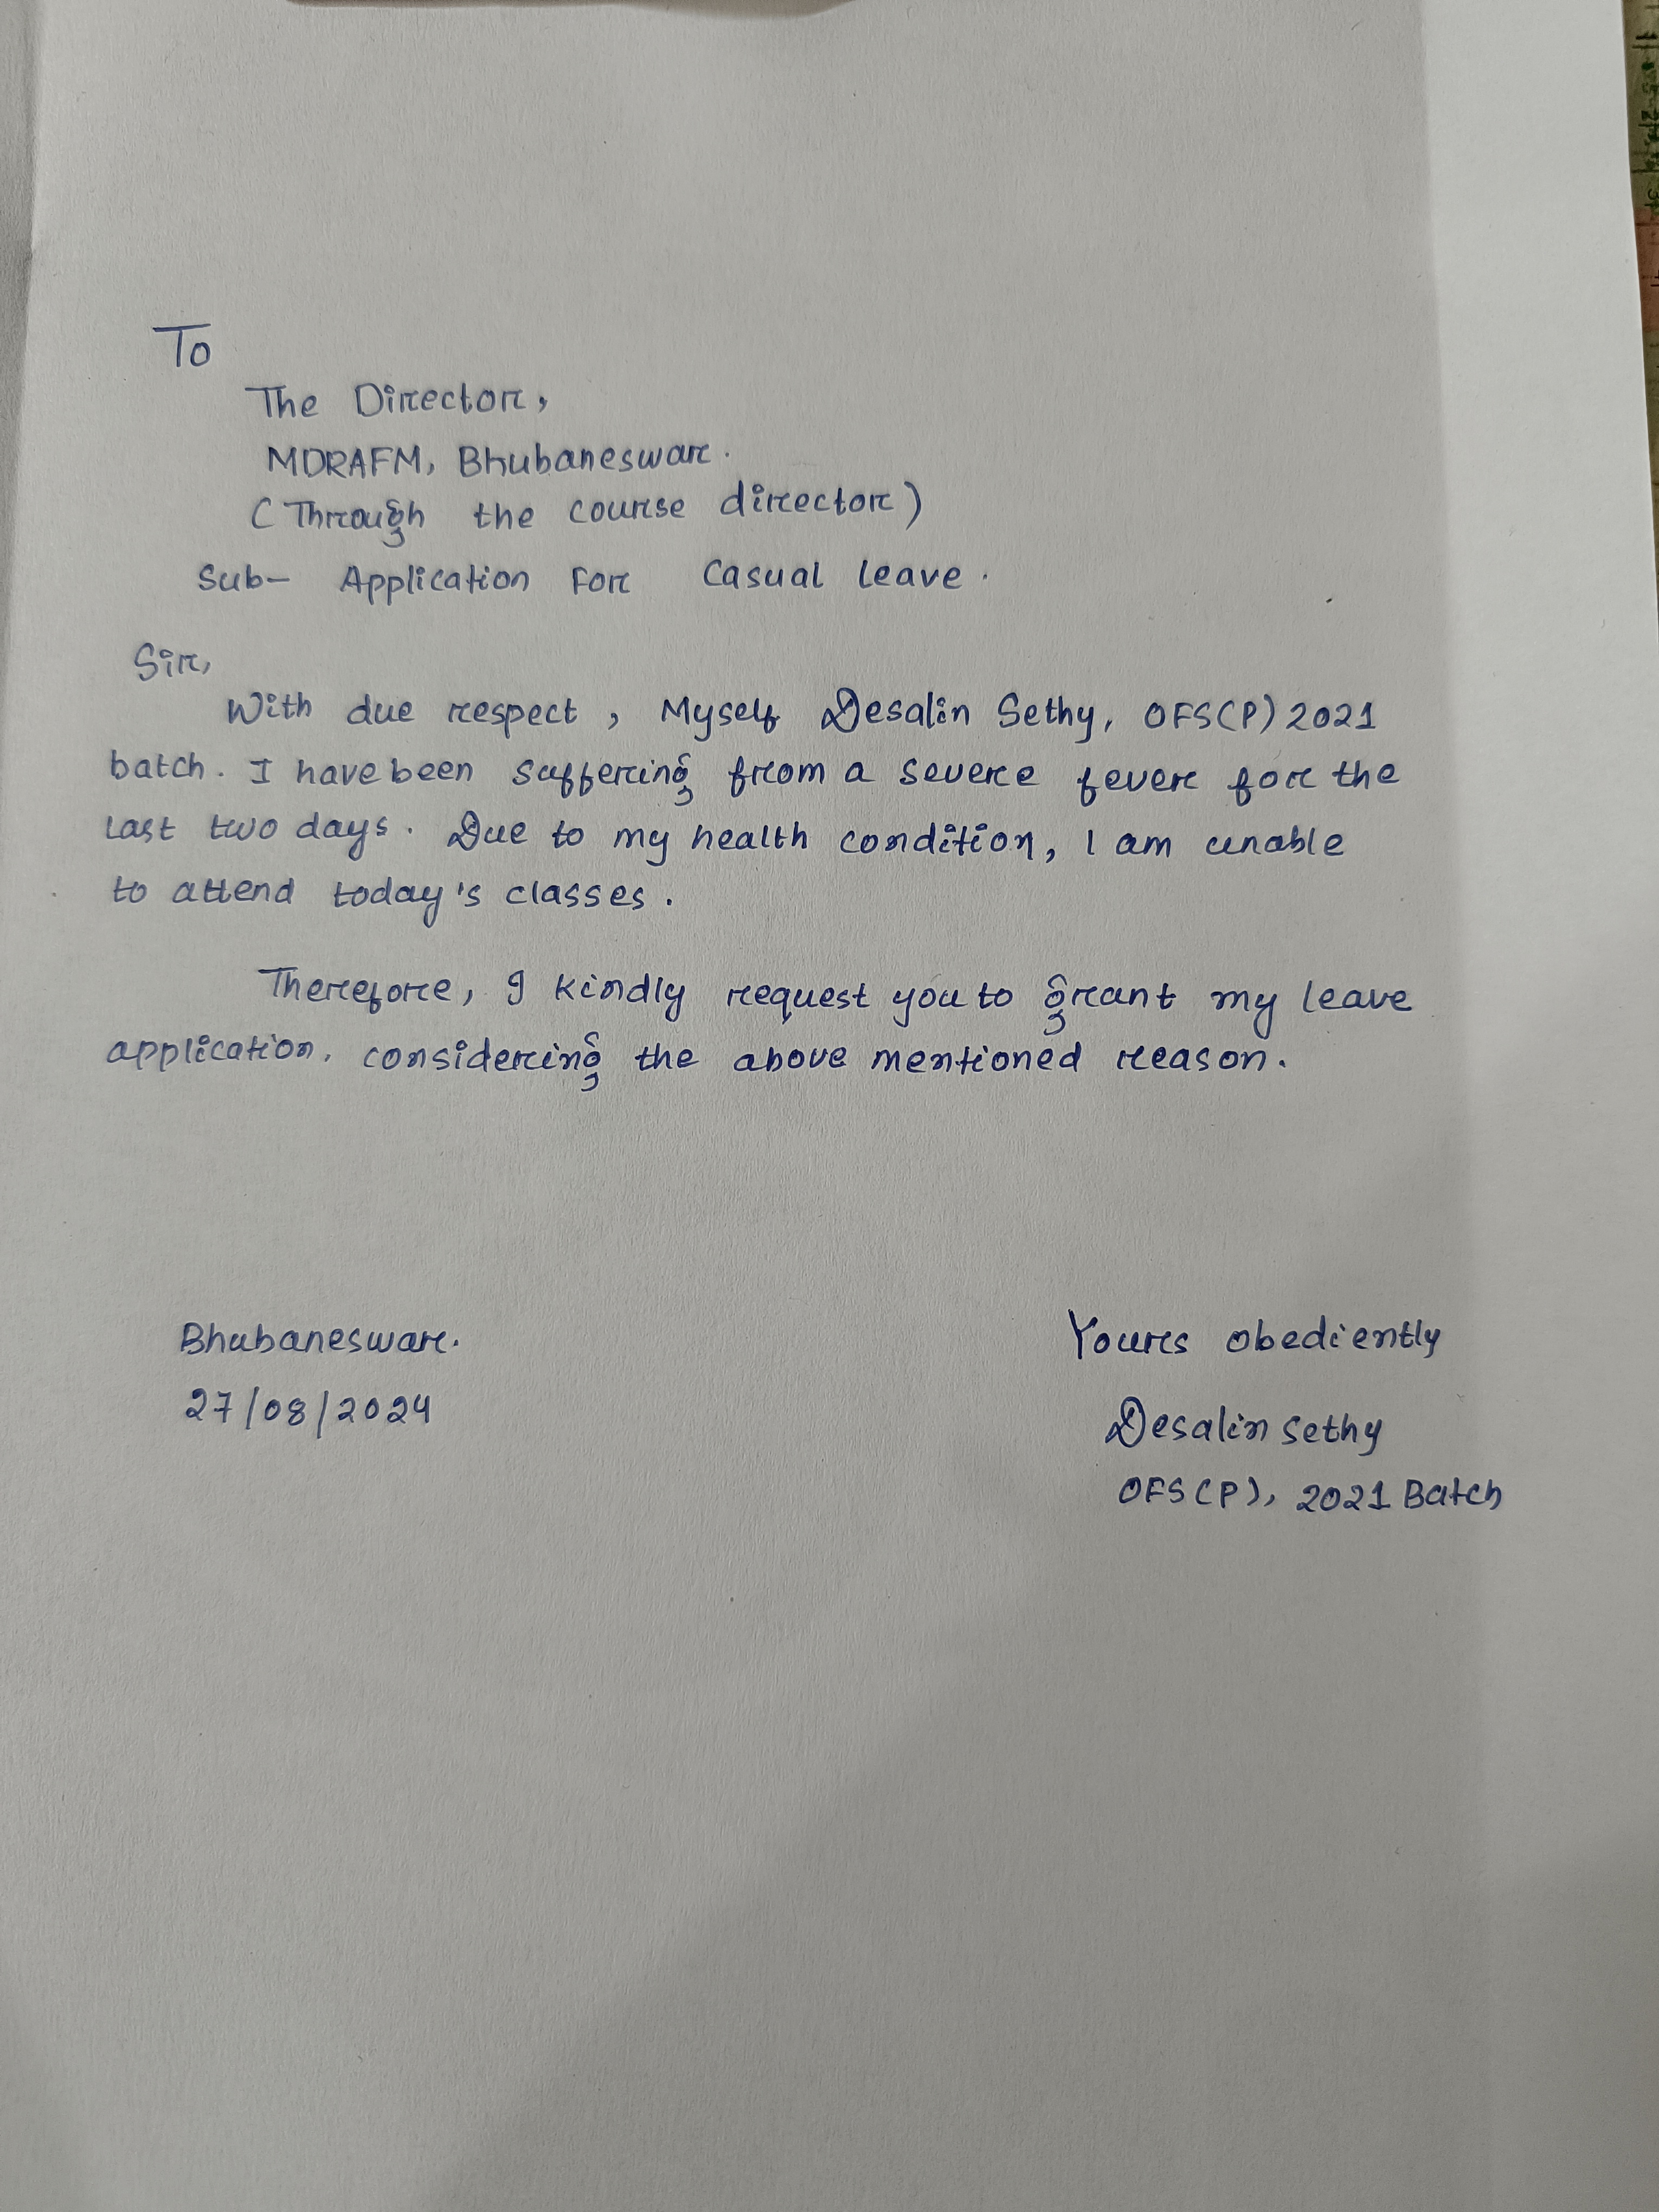 To
The Director,
MDRAFM, Bhubaneswar.
(Through the course director)
Sub- Application For Casual leave.
Sir,
With due respect, Myself Desalin Sethy, OFS(P) 2021
batch. I have been suffering from a severe fever for the
last two days. Due to my health condition, I am unable
to attend today's classes.
Therefore, I kindly request you to grant my leave
application. considering the above mentioned reason.
Bhubaneswar.
Yours obediently
27/08/2024
Desalin Sethy
OFS(P), 2021 Batch